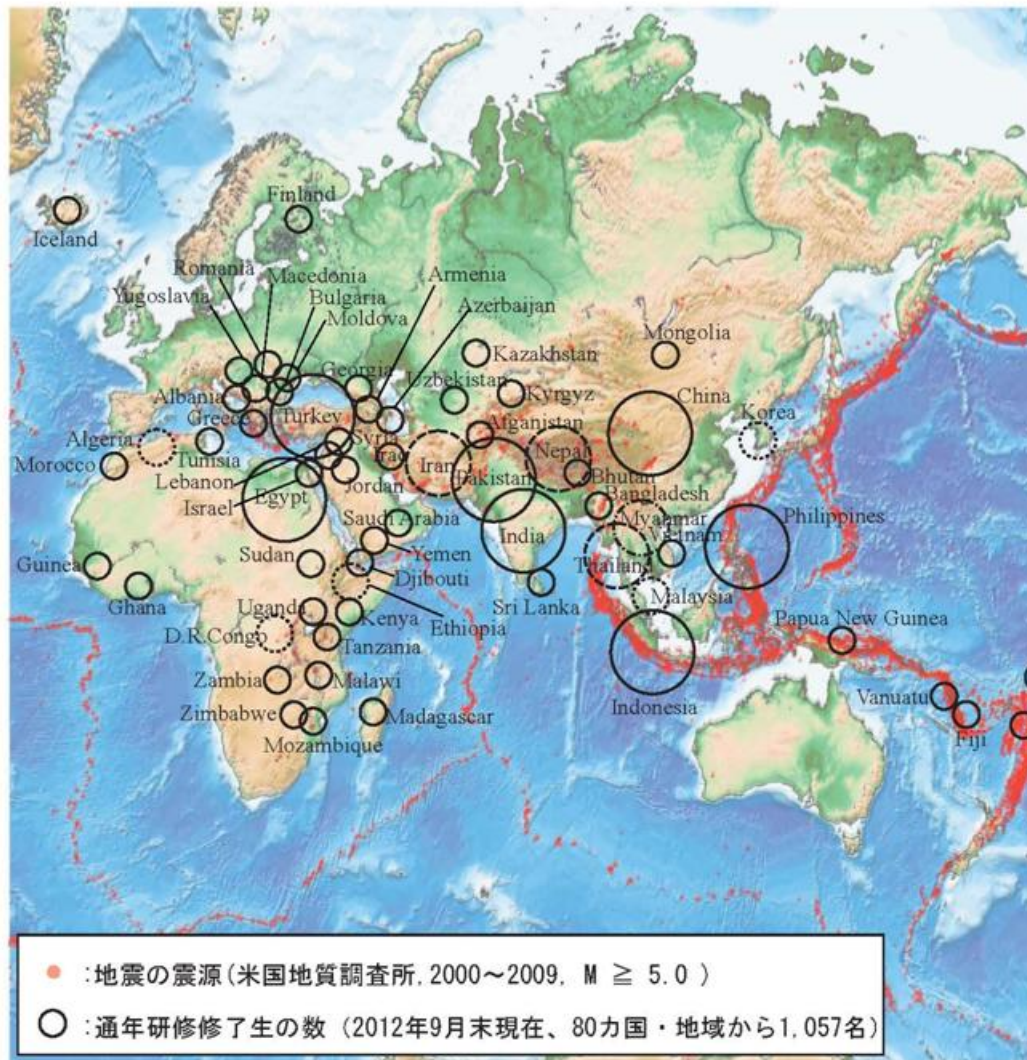 Finland
Iceland
Romania
Macedonia
Armenia
Yugoslavia
Bulgaria
Azerbaijan
Moldova
Mongolia
Kazakhstan
Georgia
Uzbekistan
Kyrgyz
China
Albania
Turkey
Greece
Korea
Afganistan
Algeria
Syria
Nepal
Tunisia
Iraq
Iran
Morocco
Pakistan
Bhutan
Lebanon
Jordan
Egypt
Bangladesh
Israel
Saudi Arabia
Myanmar
Philippines
India
Vietnam
Sudan
Yemen
Thailand
Guinea
Djibouti
Malaysia
Ghana
Sri Lanka
Uganda
Kenya
Papua New Guinea
Ethiopia
D.R.Congo
Tanzania
Zambia
Malawi
Vanuatu
Indonesia
Zimbabwe
Madagascar
Fiji
Mozambique
:地震の震源(米国地質調査所, 2000～2009, M ≧ 5.0 )
:通年研修修了生の数 (2012年9月末現在、80カ国・地域から1,057名)